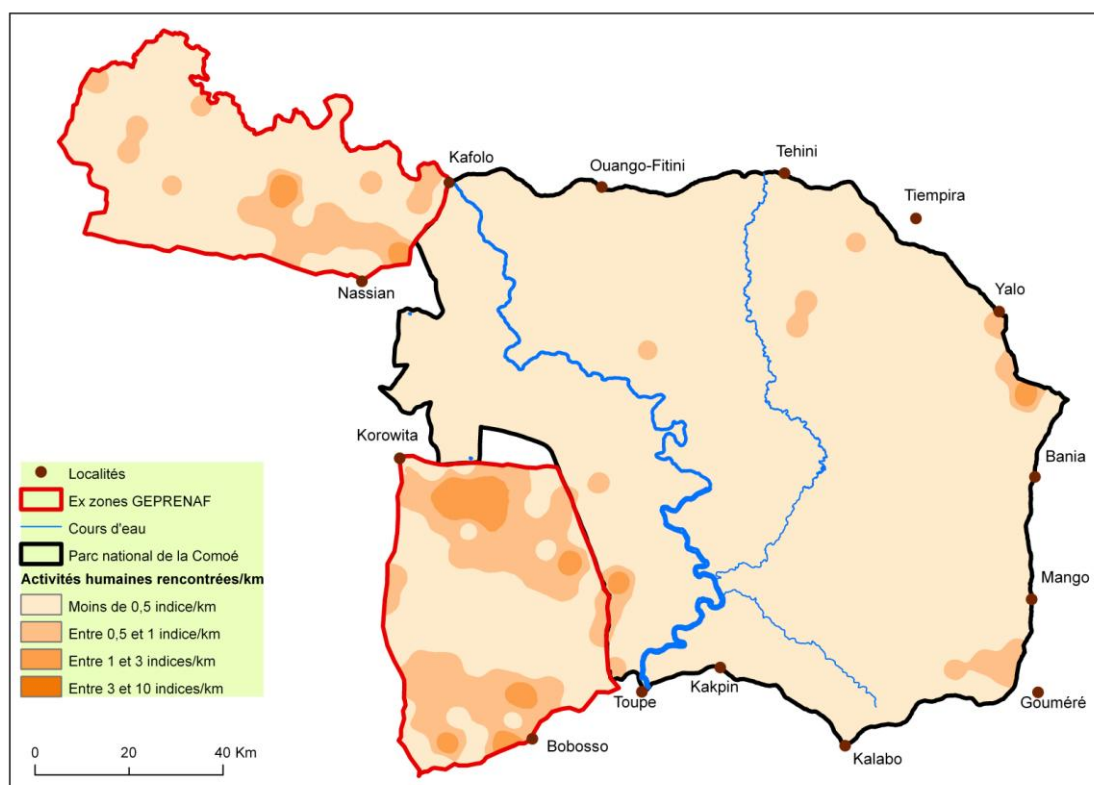 Kafolo
Ouango-Fitini
Tehini
Tiempira
Nassian
Yalo
Korowita
Bania
Mango
Gouméré
Toupe
Kakpin
Kalabo
Bobosso
Localités
Ex zones GEPRENAF
Cours d'eau
Parc national de la Comoé
Activités humaines rencontrées/km
Moins de 0,5 indice/km
Entre 0,5 et 1 indice/km
Entre 1 et 3 indices/km
Entre 3 et 10 indices/km
0 20 40 Km